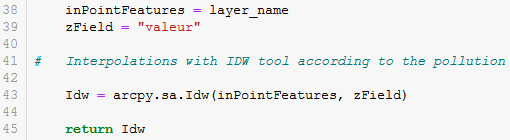 38 inPointFeatures = layer_name
39 zField = "valeur"
40
41 # Interpolations with IDW tool according to the pollution
42
43 Idw = arcpy.sa.Idw(inPointFeatures, zField)
44
45 return Idw